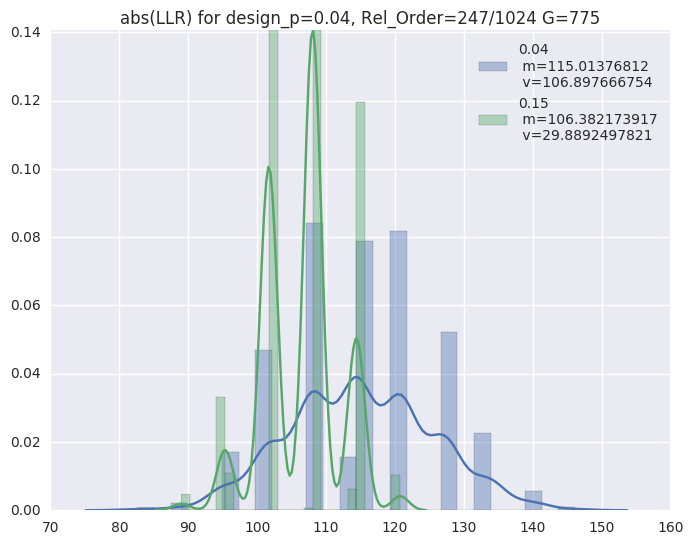 abs(LLR) for design_p=0.04, Rel_Order=247/1024 G=775
0.14
0.12
0.10
0.08
0.06
0.04
0.02
0.00
70 80 90 100 110 120 130 140 150 160
0.04
m=115.01376812
v=106.897666754
0.15
m=106.382173917
v=29.8892497821